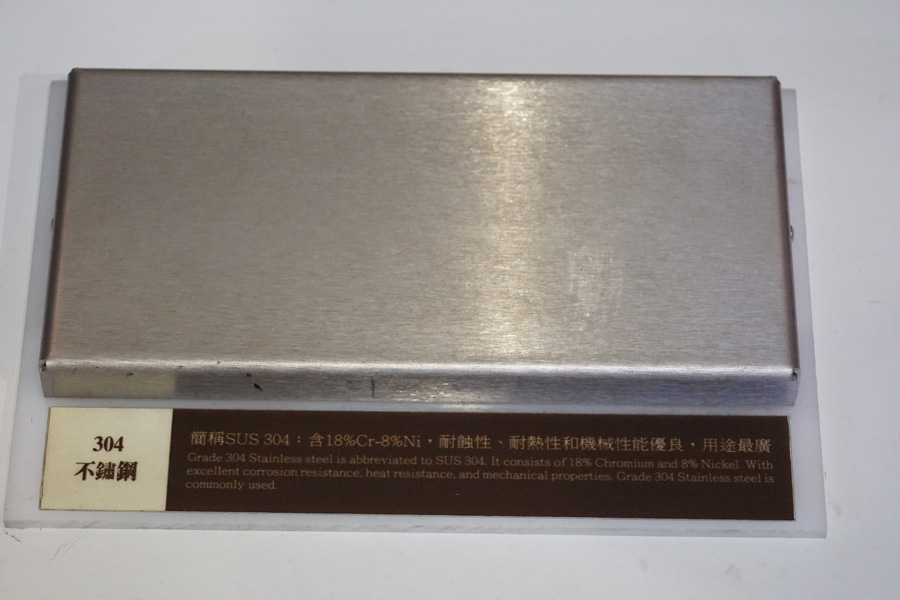 304
不鏽鋼
簡稱SUS 304：含18%Cr-8%Ni，耐蝕性、耐熱性和機械性能優良，用途最廣
Grade 304 Stainless steel is abbreviated to SUS 304. It consists of 18% Chromium and 8% Nickel. With
excellent corrosion resistance, heat resistance, and mechanical properties. Grade 304 Stainless steel is
commonly used.